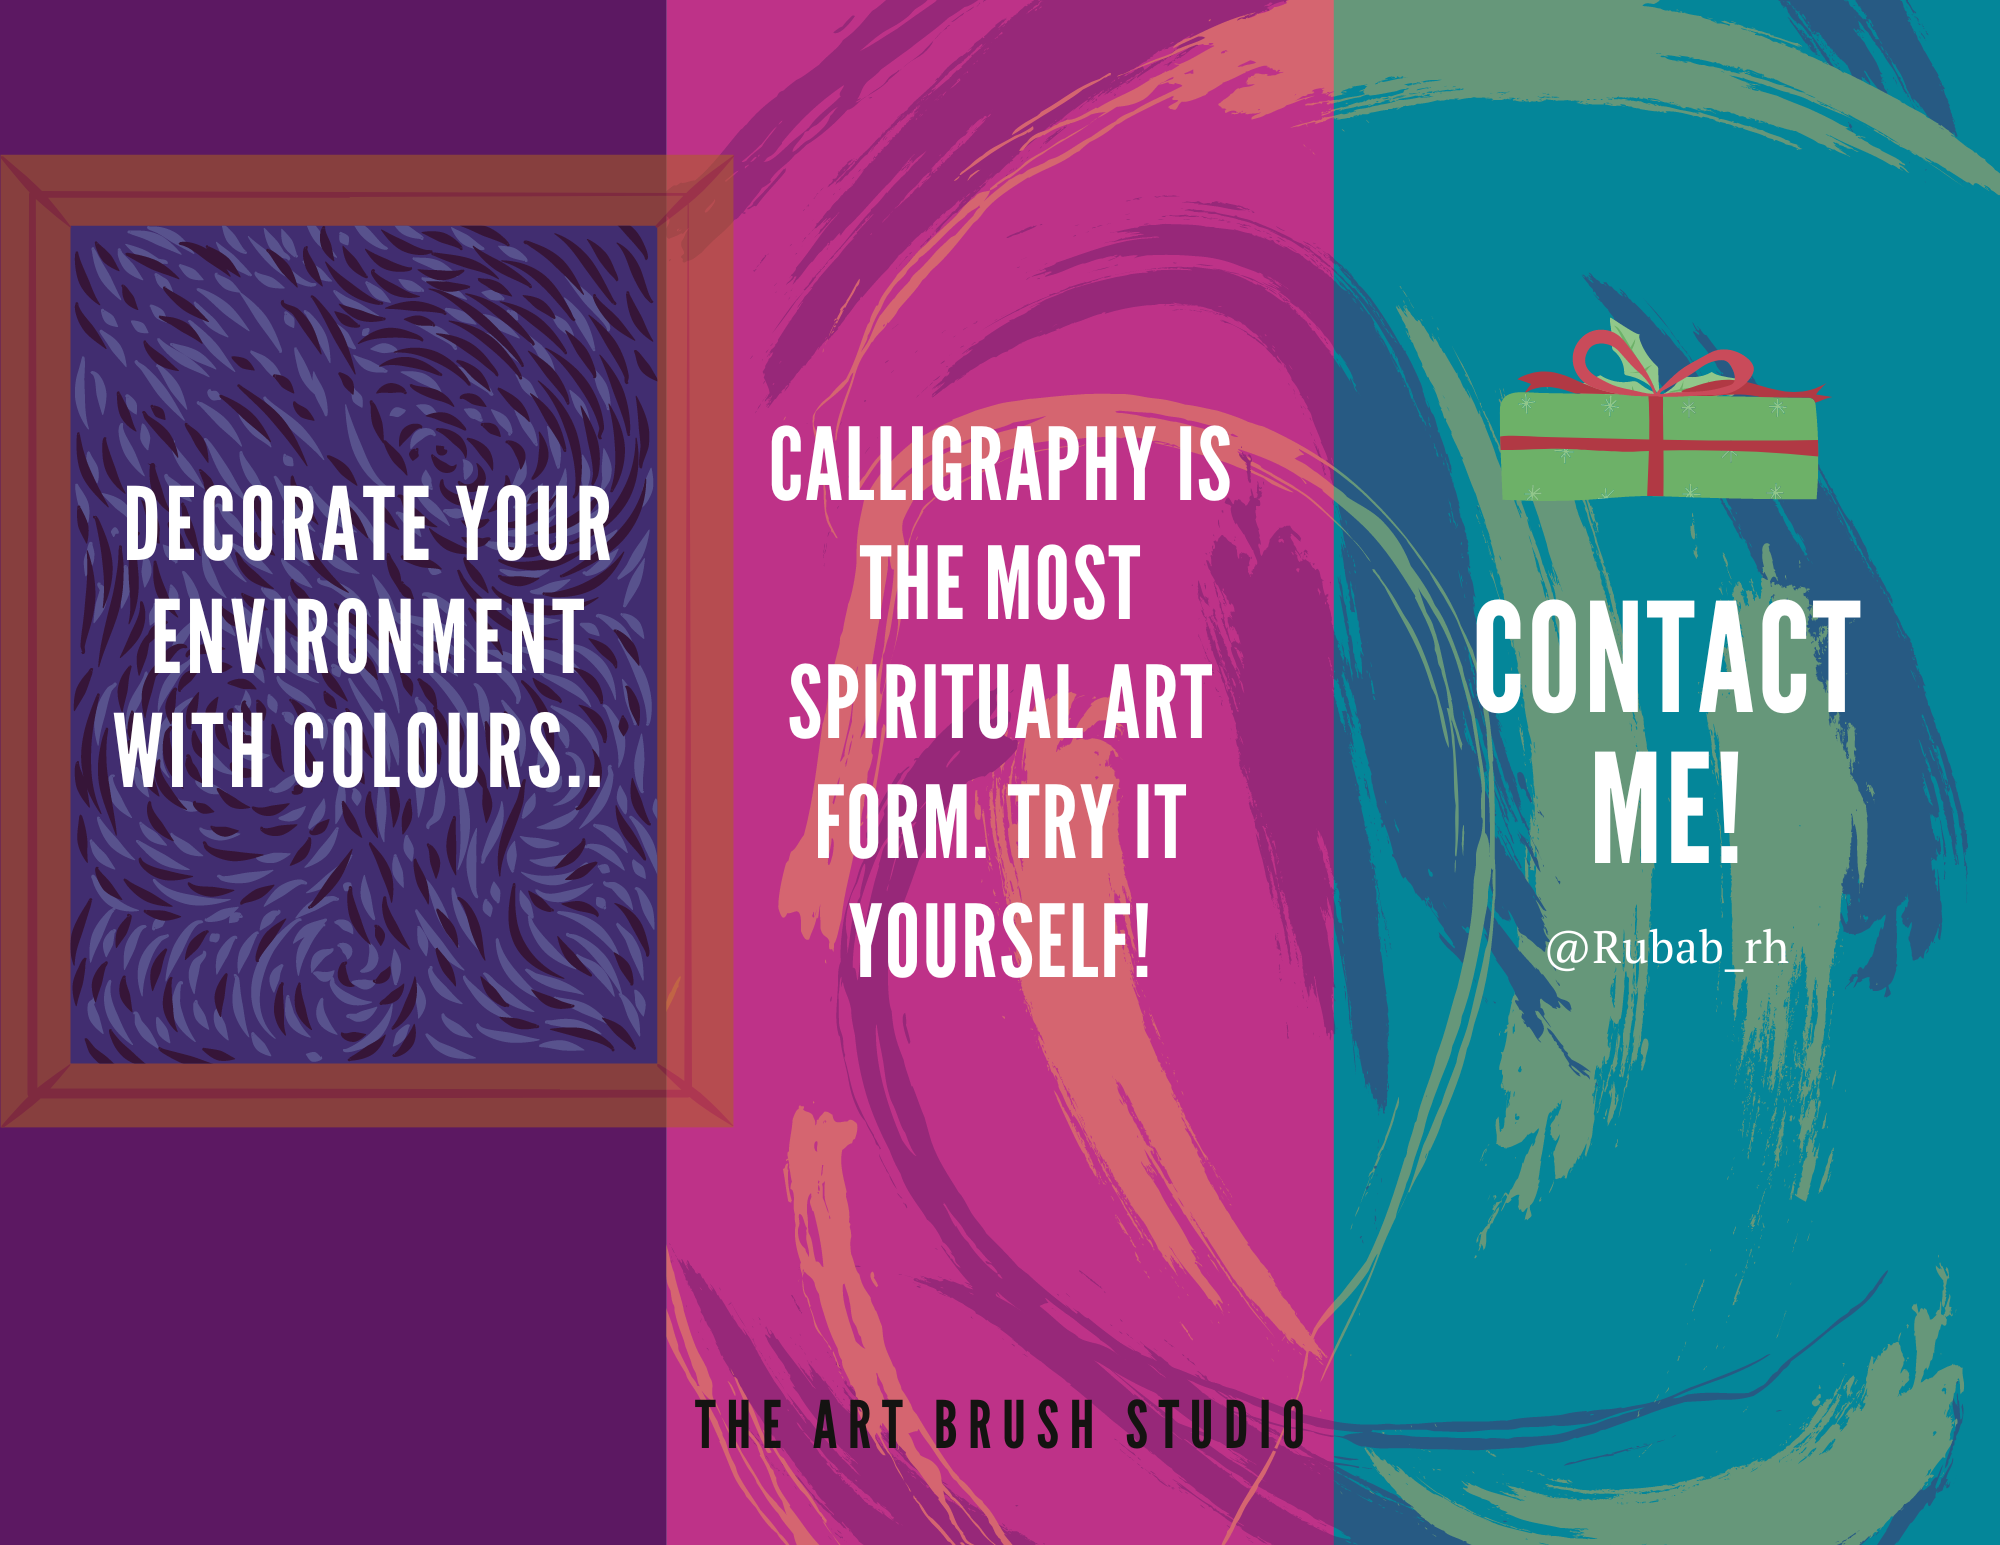 DECORATE YOUR
ENVIRONMENT
WITH COLOURS..
CALLIGRAPHY IS
THE MOST
SPIRITUAL ART
FORM. TRY IT
YOURSELF!
THE ART BRUSH STUDIO
CONTACT
ME!
@Rubab_rh